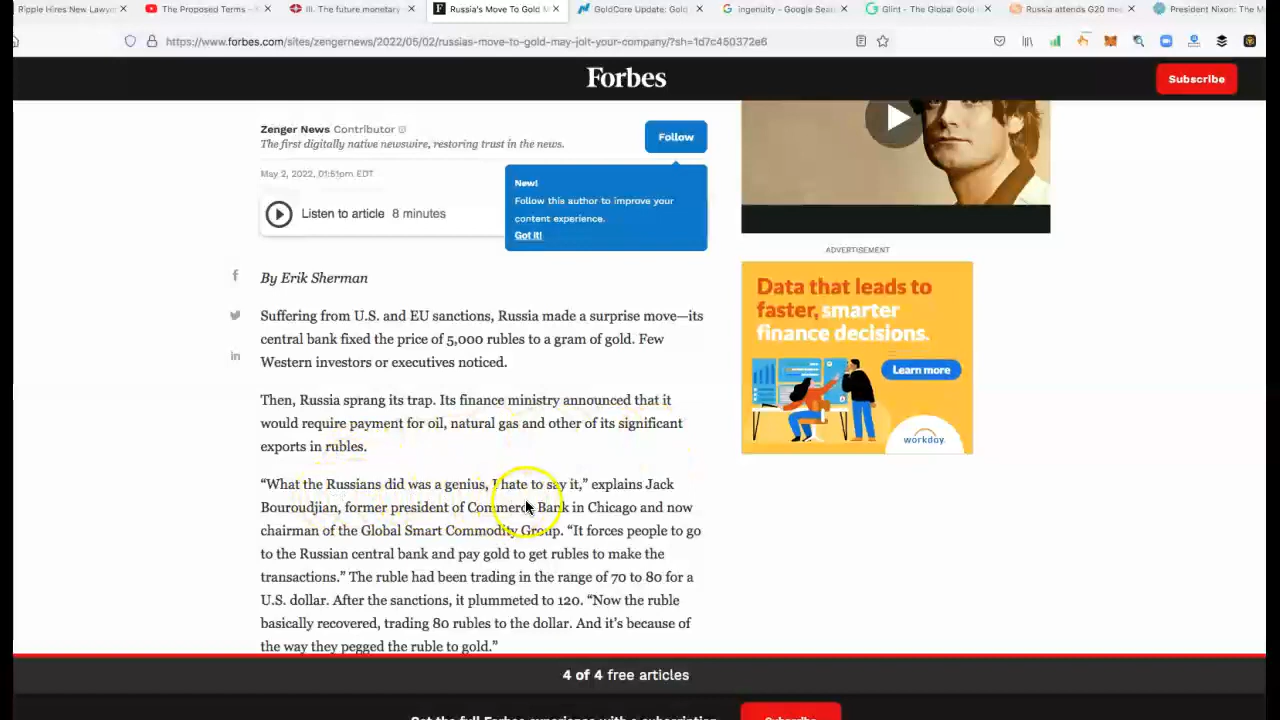 Ripple Hires New Lawyer
The Proposed Terms –
III. The future monetary
Russia's Move To Gold M
GoldCore Update: Gold
ingenuity - Google Sear
Glint - The Global Gold
Russia attends G20 me
President Nixon: The M
https://www.forbes.com/sites/zengernews/2022/05/02/russias-move-to-gold-may-jolt-your-company/?sh=1d7c450372e6
Forbes
Subscribe
Zenger News Contributor
The first digitally native newswire, restoring trust in the news.
Follow
May 2, 2022, 01:51pm EDT
New!
Follow this author to improve your
content experience.
Got it!
Listen to article 8 minutes
ADVERTISEMENT
By Erik Sherman
Suffering from U.S. and EU sanctions, Russia made a surprise move—its
central bank fixed the price of 5,000 rubles to a gram of gold. Few
Western investors or executives noticed.
Then, Russia sprang its trap. Its finance ministry announced that it
would require payment for oil, natural gas and other of its significant
exports in rubles.
“What the Russians did was a genius, I hate to say it,” explains Jack
Bouroudjian, former president of Commerce Bank in Chicago and now
chairman of the Global Smart Commodity Group. “It forces people to go
to the Russian central bank and pay gold to get rubles to make the
transactions.” The ruble had been trading in the range of 70 to 80 for a
U.S. dollar. After the sanctions, it plummeted to 120. “Now the ruble
basically recovered, trading 80 rubles to the dollar. And it's because of
the way they pegged the ruble to gold.”
Data that leads to
faster, smarter
finance decisions.
Learn more
workday.
4 of 4 free articles
Get the full Forbes experience with a subscription
Subscribe